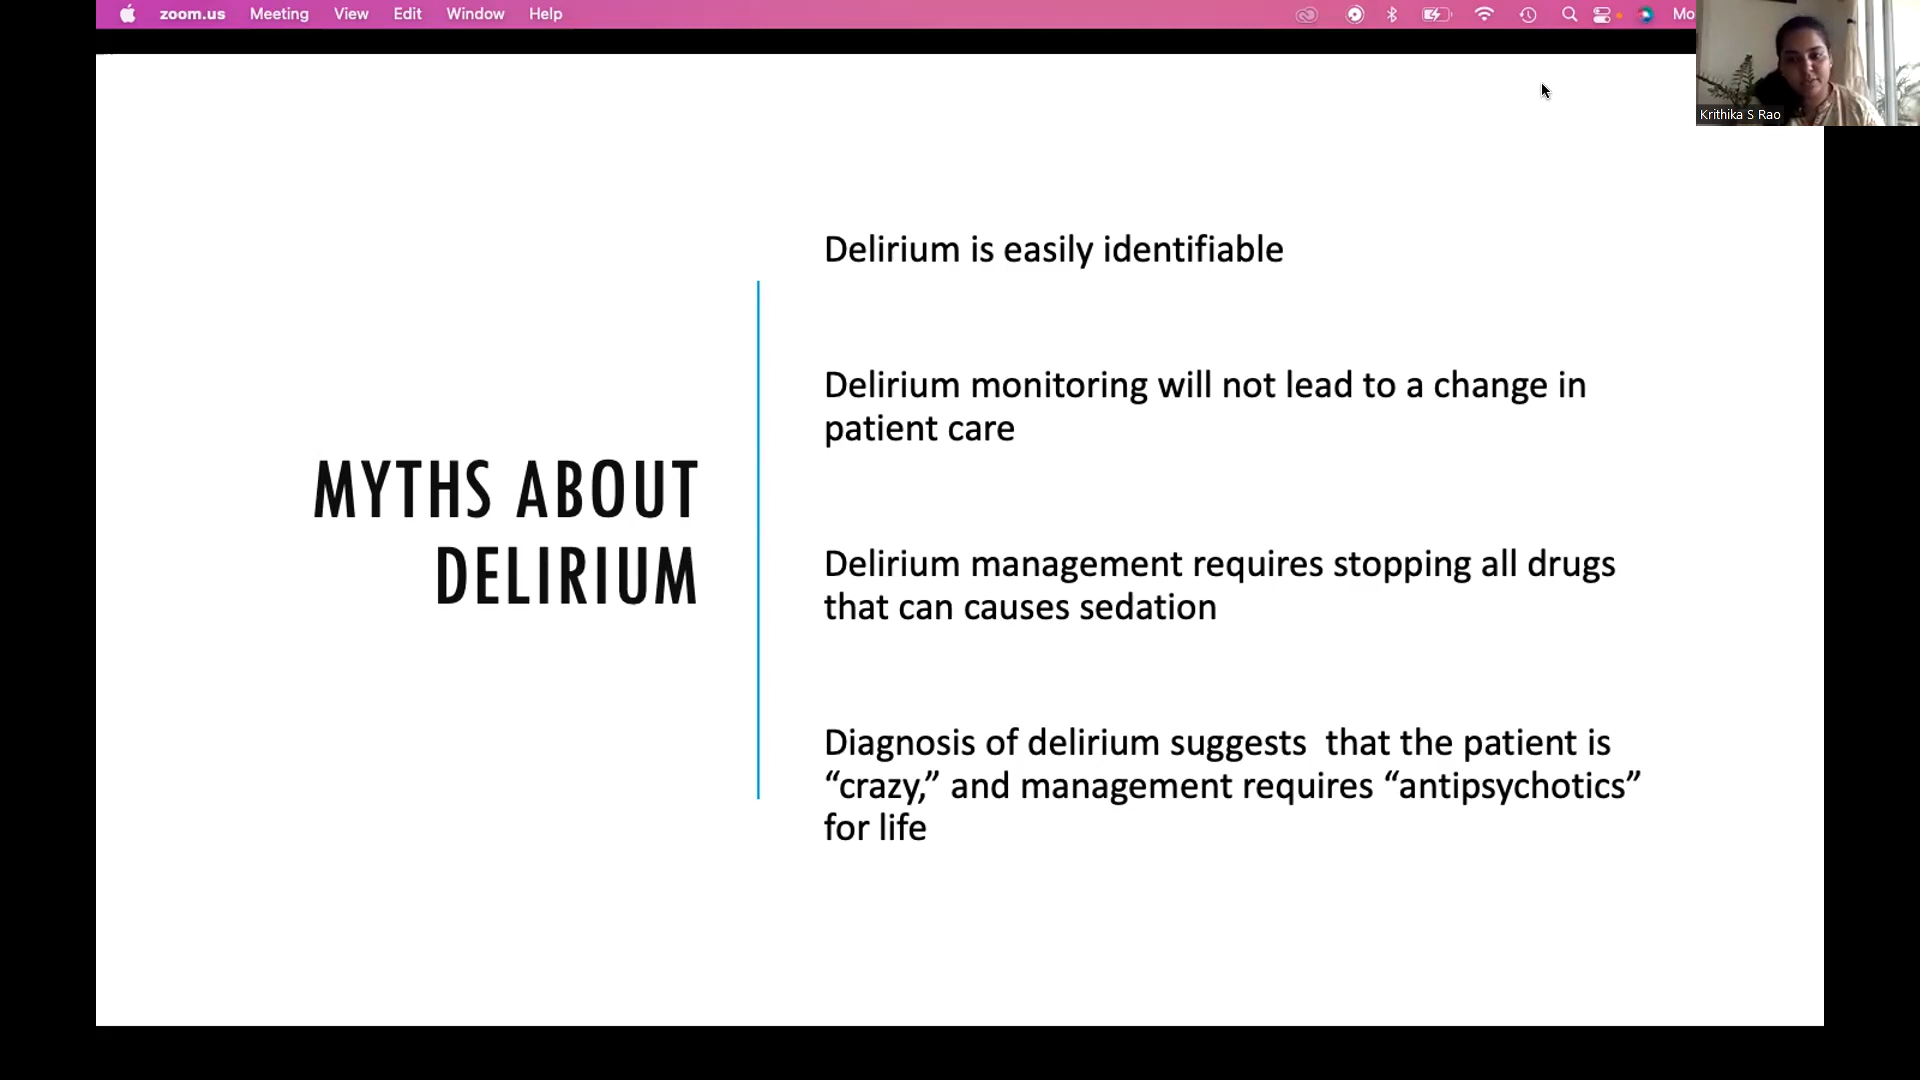 zoom.us Meeting View Edit Window Help Mo
Krithika S Rao
MYTHS ABOUT
DELIRIUM
Delirium is easily identifiable
Delirium monitoring will not lead to a change in
patient care
Delirium management requires stopping all drugs
that can causes sedation
Diagnosis of delirium suggests  that the patient is
“crazy,” and management requires “antipsychotics”
for life